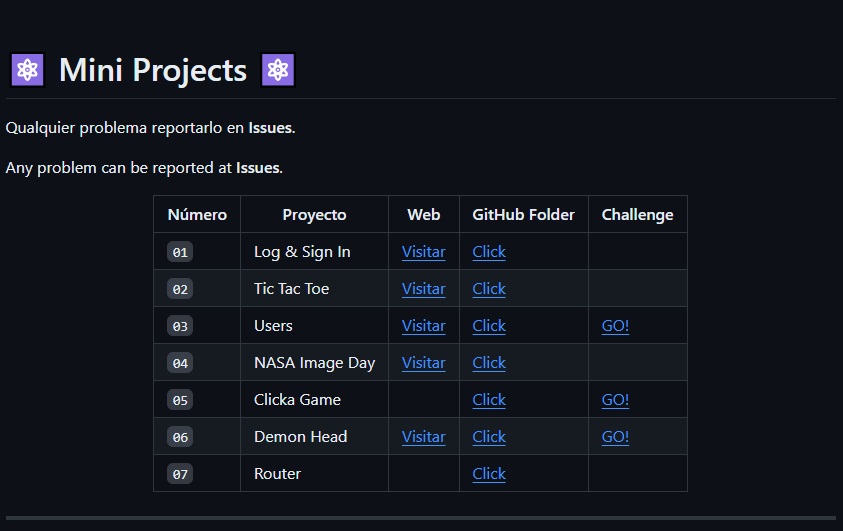 Mini Projects
Qualquier problema reportarlo en Issues.
Any problem can be reported at Issues.
Número Proyecto Web GitHub Folder Challenge
01 Log & Sign In Visitar Click
02 Tic Tac Toe Visitar Click
03 Users Visitar Click GO!
04 NASA Image Day Visitar Click
05 Clicka Game Click GO!
06 Demon Head Visitar Click GO!
07 Router Click